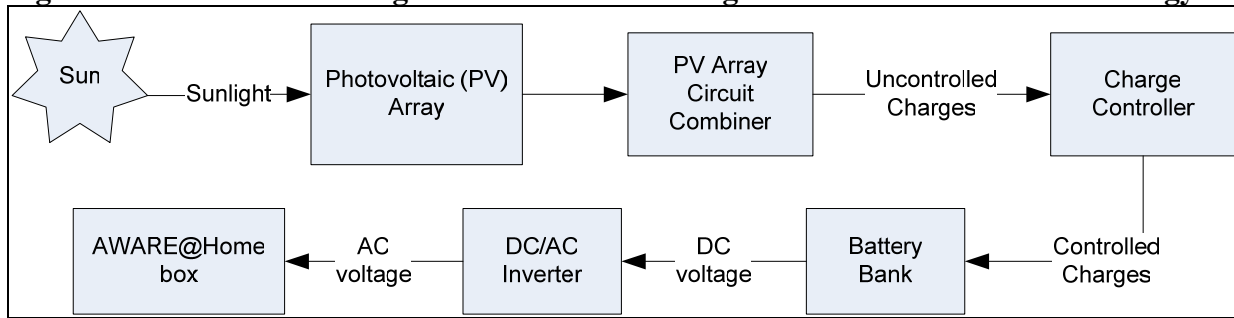 Sun
Sunlight
Photovoltaic (PV)
Array
PV Array
Circuit
Combiner
Uncontrolled
Charges
Charge
Controller
Controlled
Charges
Battery
Bank
DC
voltage
DC/AC
Inverter
AC
voltage
AWARE@Home
box